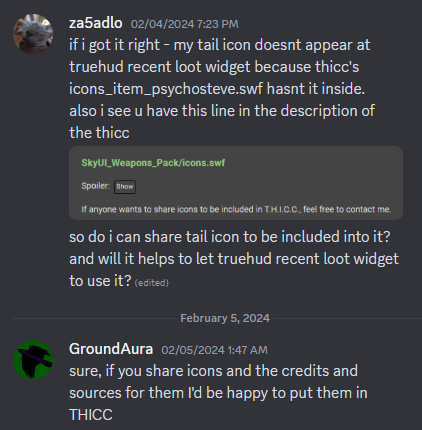 za5adlo 02/04/2024 7:23 PM
if i got it right - my tail icon doesnt appear at
truehud recent loot widget because thicc's
icons_item_psychosteve.swf hasnt it inside.
also i see u have this line in the description of
the thicc
SkyUI_Weapons_Pack/icons.swf
Spoiler: Show
If anyone wants to share icons to be included in T.H.I.C.C., feel free to contact me.
so do i can share tail icon to be included into it?
and will it helps to let truehud recent loot widget
to use it? (edited)
February 5, 2024
GroundAura 02/05/2024 1:47 AM
sure, if you share icons and the credits and
sources for them I'd be happy to put them in
THICC